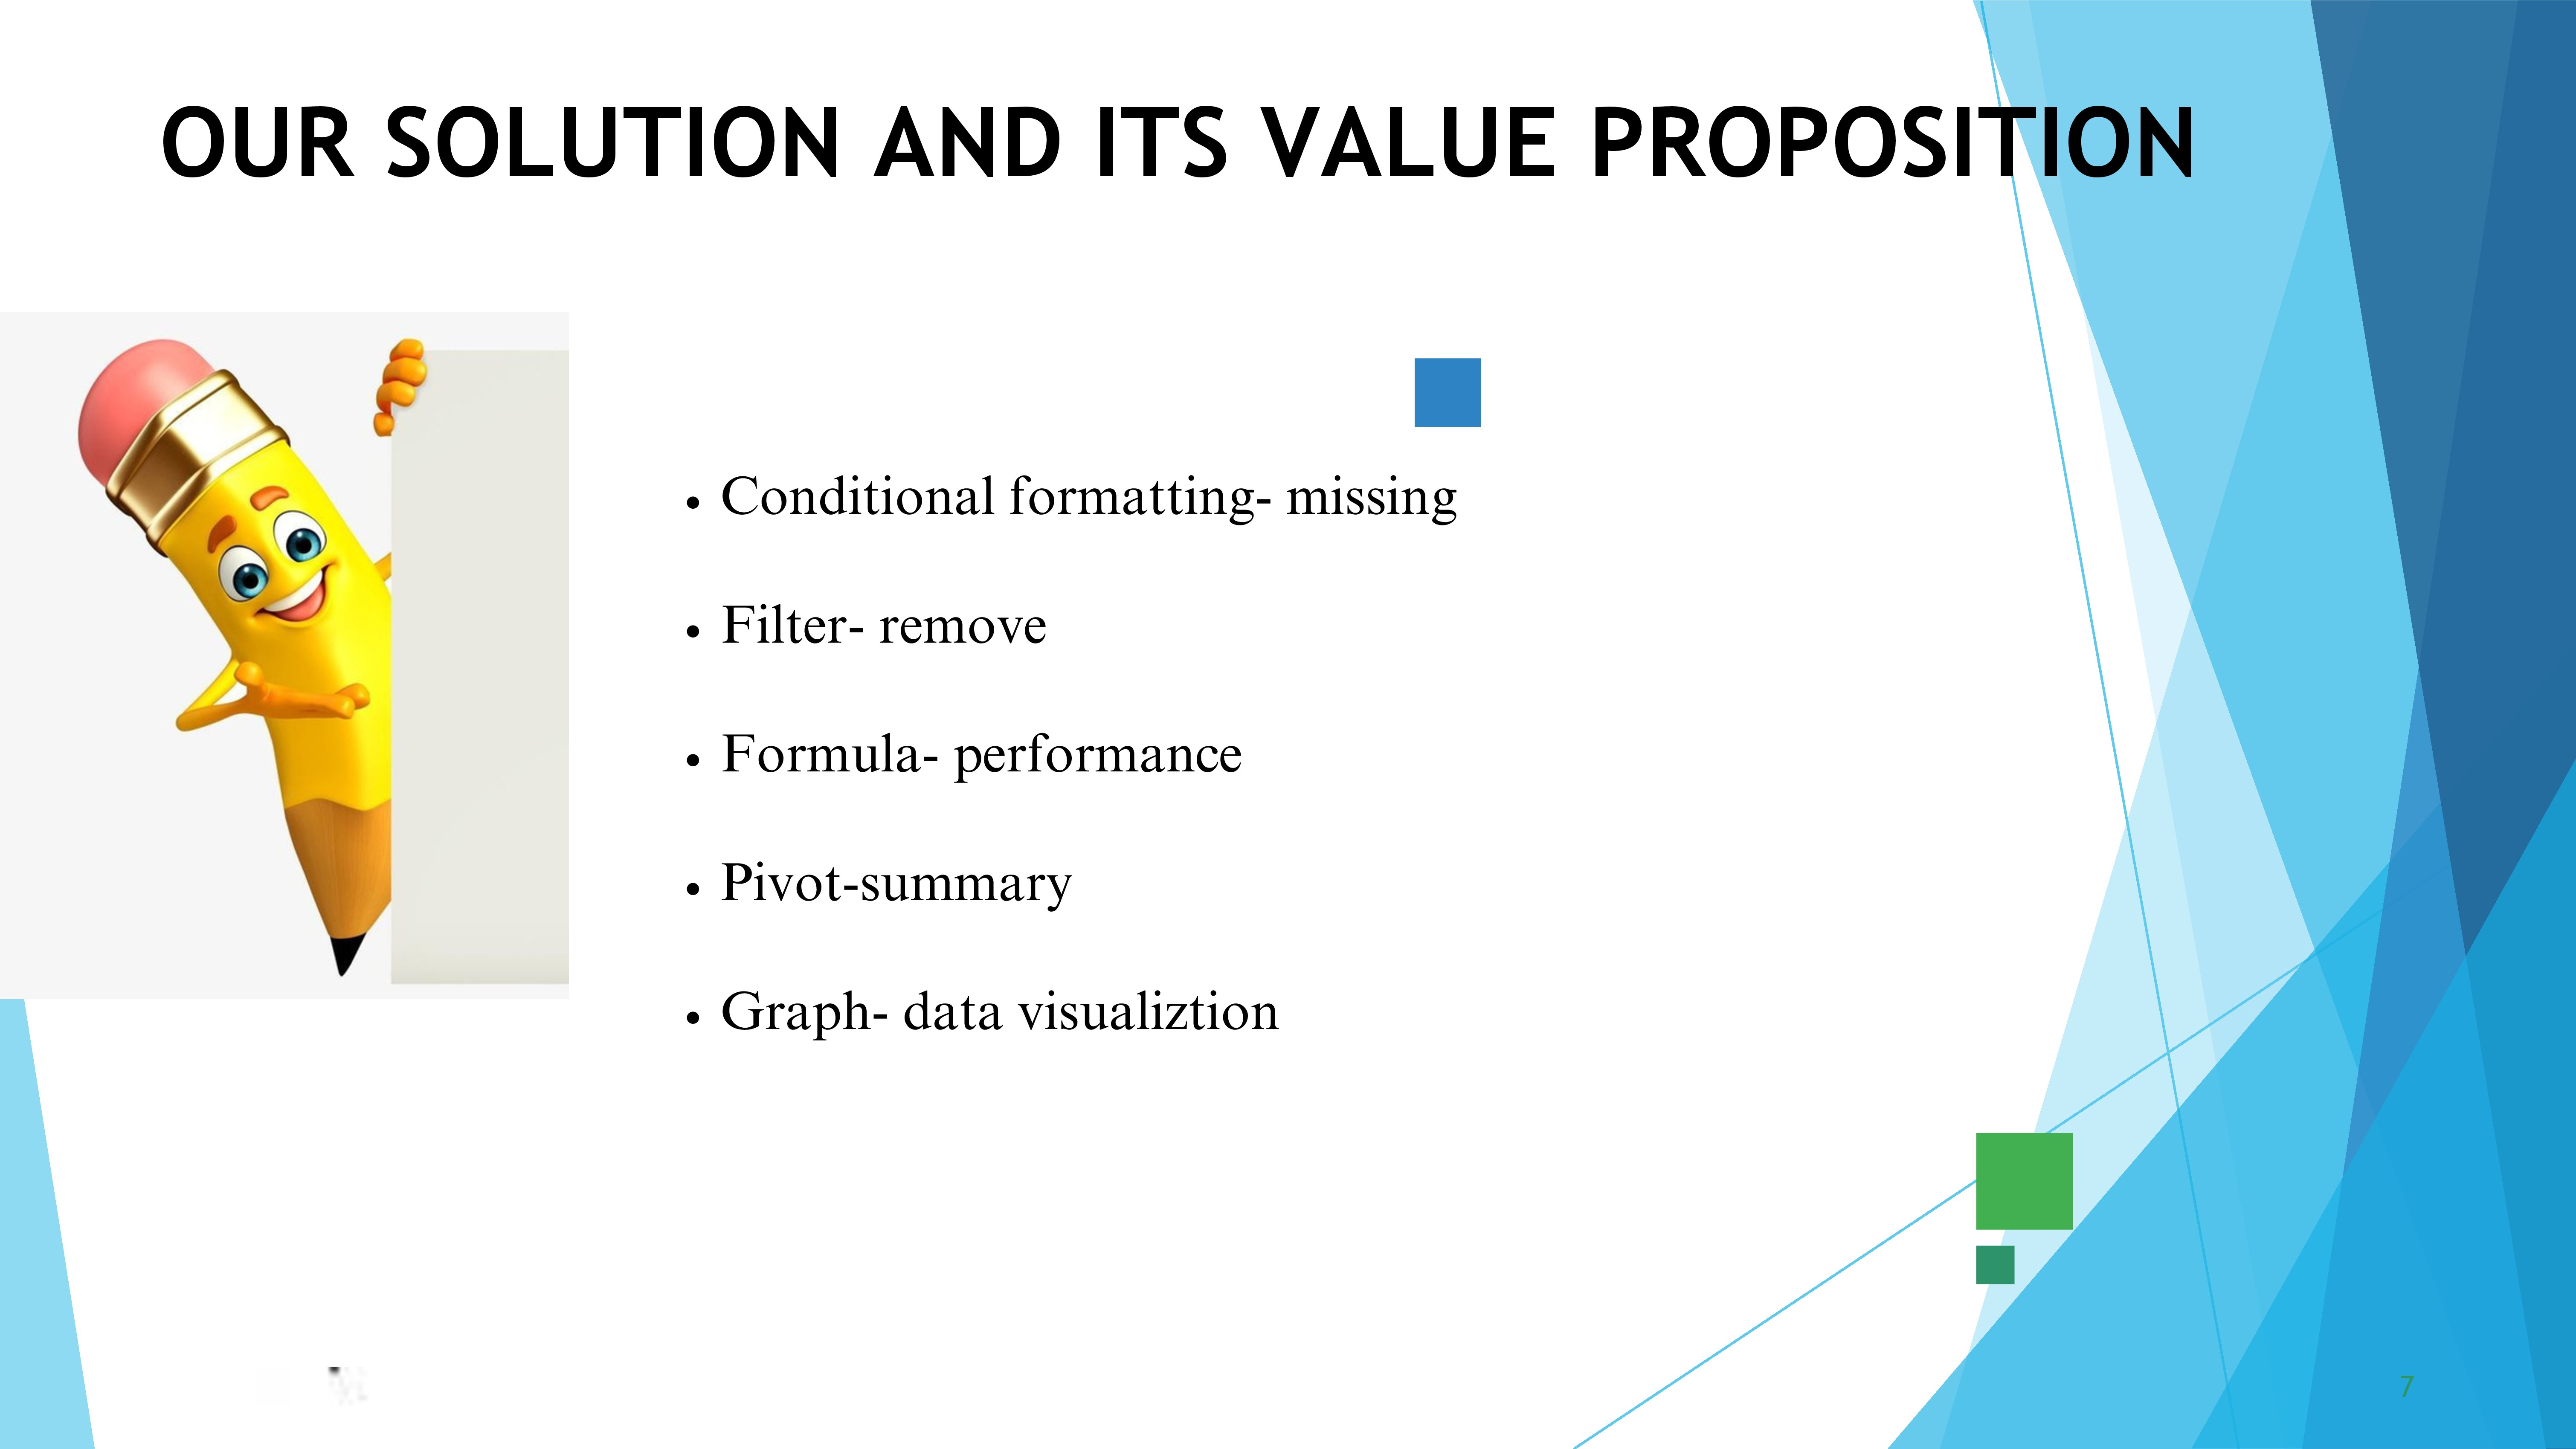 OUR SOLUTION AND ITS VALUE PROPOSITION
• Conditional formatting- missing
• Filter- remove
• Formula- performance
• Pivot-summary
• Graph- data visualiztion
7